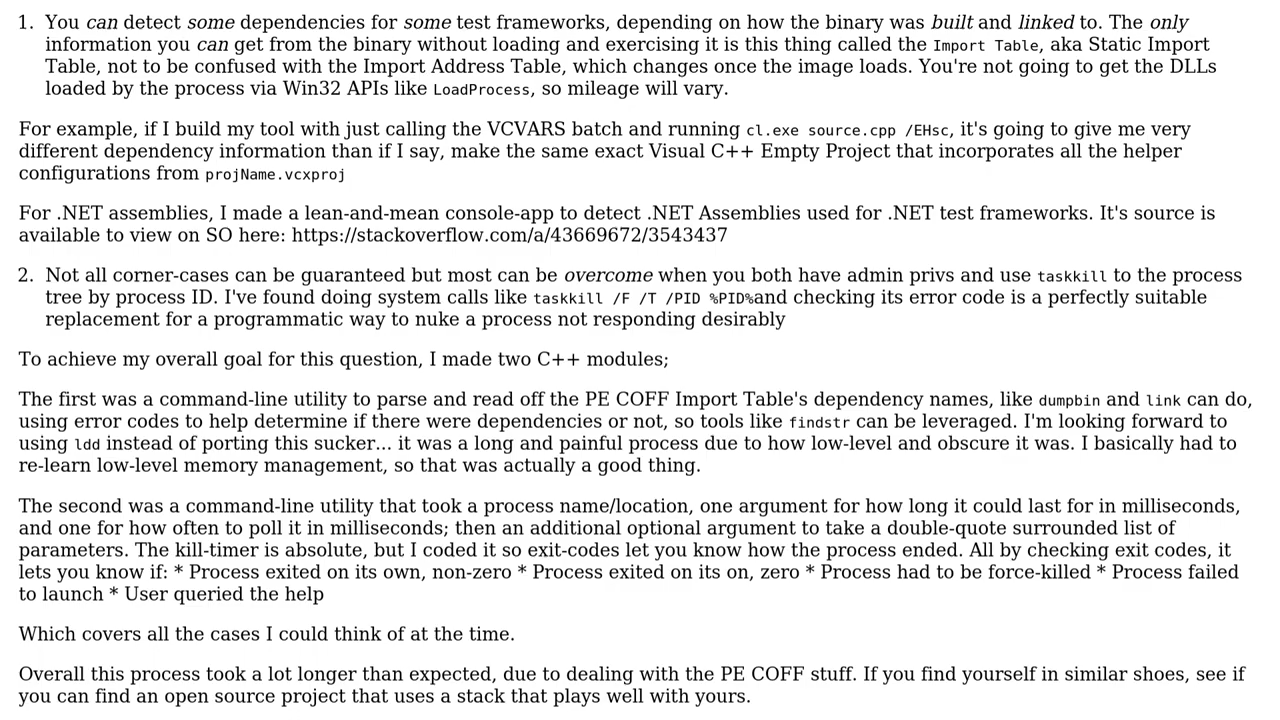 1. You can detect some dependencies for some test frameworks, depending on how the binary was built and linked to. The only
information you can get from the binary without loading and exercising it is this thing called the Import Table, aka Static Import
Table, not to be confused with the Import Address Table, which changes once the image loads. You're not going to get the DLLs
loaded by the process via Win32 APIs like LoadProcess, so mileage will vary.
For example, if I build my tool with just calling the VCVARS batch and running cl.exe source.cpp /EHsc, it's going to give me very
different dependency information than if I say, make the same exact Visual C++ Empty Project that incorporates all the helper
configurations from projName.vcxproj
For .NET assemblies, I made a lean-and-mean console-app to detect .NET Assemblies used for .NET test frameworks. It's source is
available to view on SO here: https://stackoverflow.com/a/43669672/3543437
2. Not all corner-cases can be guaranteed but most can be overcome when you both have admin privs and use taskkill to the process
tree by process ID. I've found doing system calls like taskkill /F /T /PID %PID%and checking its error code is a perfectly suitable
replacement for a programmatic way to nuke a process not responding desirably
To achieve my overall goal for this question, I made two C++ modules;
The first was a command-line utility to parse and read off the PE COFF Import Table's dependency names, like dumpbin and link can do,
using error codes to help determine if there were dependencies or not, so tools like findstr can be leveraged. I'm looking forward to
using ldd instead of porting this sucker... it was a long and painful process due to how low-level and obscure it was. I basically had to
re-learn low-level memory management, so that was actually a good thing.
The second was a command-line utility that took a process name/location, one argument for how long it could last for in milliseconds,
and one for how often to poll it in milliseconds; then an additional optional argument to take a double-quote surrounded list of
parameters. The kill-timer is absolute, but I coded it so exit-codes let you know how the process ended. All by checking exit codes, it
lets you know if: * Process exited on its own, non-zero * Process exited on its on, zero * Process had to be force-killed * Process failed
to launch * User queried the help
Which covers all the cases I could think of at the time.
Overall this process took a lot longer than expected, due to dealing with the PE COFF stuff. If you find yourself in similar shoes, see if
you can find an open source project that uses a stack that plays well with yours.